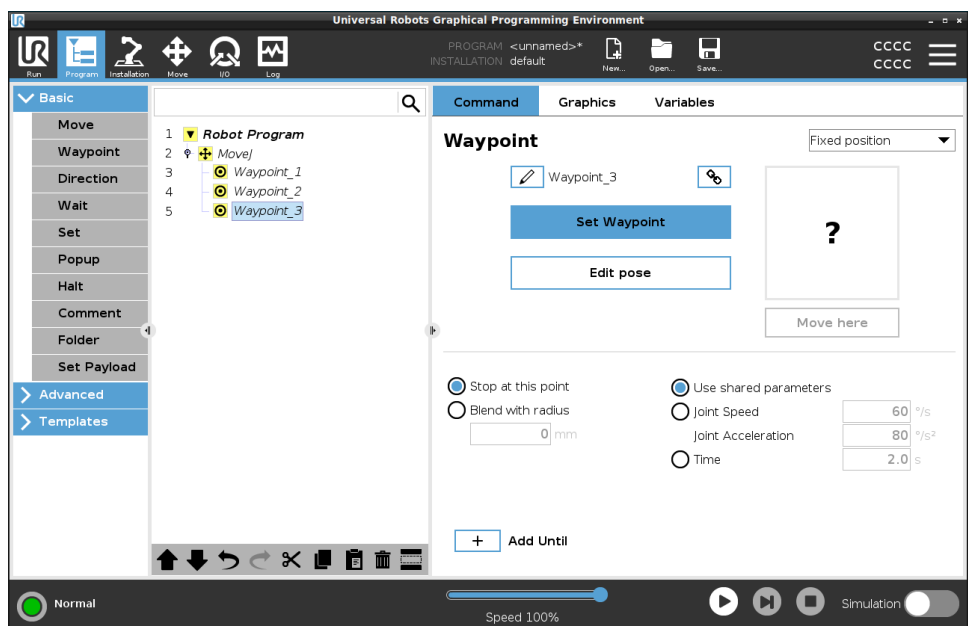 Universal Robots Graphical Programming Environment
UR
Run
Program
Installation
Move
I/O
Log
PROGRAM <unnamed>*
INSTALLATION default
New...
Open...
Save...
CCCC
CCCC
Basic
Move
Waypoint
Direction
Wait
Set
Popup
Halt
Comment
Folder
Set Payload
Advanced
Templates
1 Robot Program
2 MoveJ
3 Waypoint_1
4 Waypoint_2
5 Waypoint_3
Command Graphics Variables
Waypoint
Fixed position
Waypoint_3
Set Waypoint
Edit pose
?
Move here
Stop at this point
Blend with radius
0 mm
Use shared parameters
Joint Speed 60 °/s
Joint Acceleration 80 °/s²
Time 2.0 s
+ Add Until
Normal
Speed 100%
Simulation